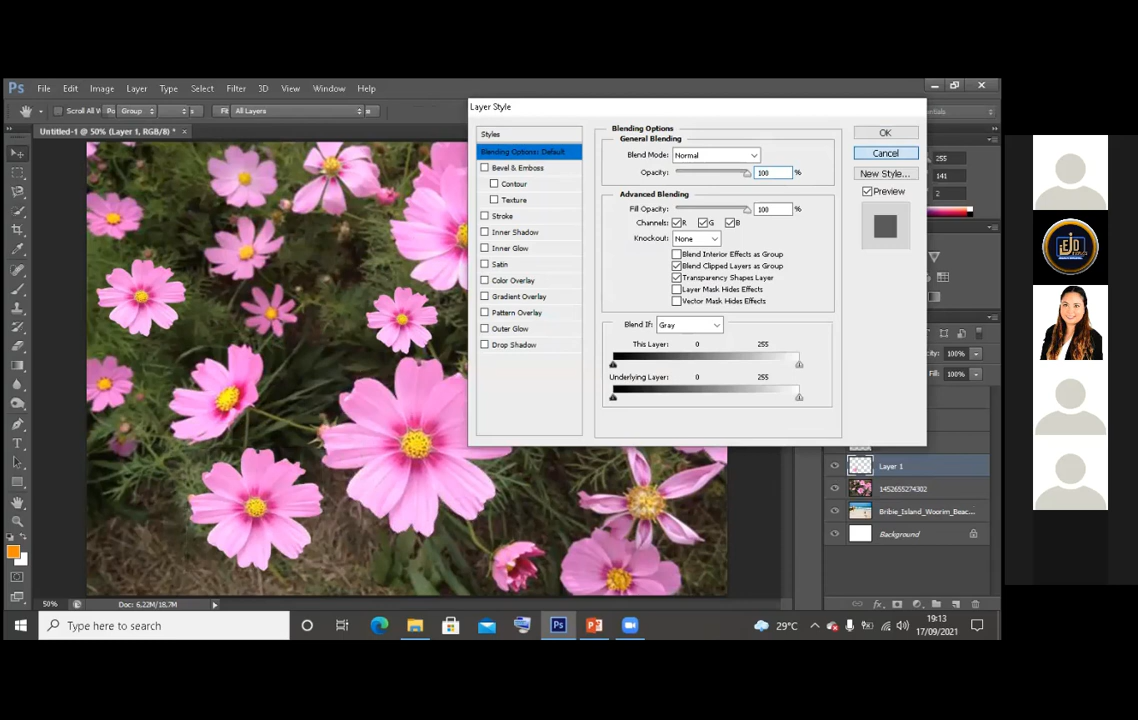 Ps File Edit Image Layer Type Select Filter 3D View Window Help
Scroll All W Po Group Fi All Layers
Untitled-1 @ 50% (Layer 1, RGB/8) * ×
Layer Style
Styles
Blending Options: Default
Bevel & Emboss
Contour
Texture
Stroke
Inner Shadow
Inner Glow
Satin
Color Overlay
Gradient Overlay
Pattern Overlay
Outer Glow
Drop Shadow
Blending Options
General Blending
Blend Mode: Normal
Opacity: 100 %
Advanced Blending
Fill Opacity: 100 %
Channels: R G B
Knockout: None
Blend Interior Effects as Group
Blend Clipped Layers as Group
Transparency Shapes Layer
Layer Mask Hides Effects
Vector Mask Hides Effects
Blend If: Gray
This Layer: 0 255
Underlying Layer: 0 255
OK
Cancel
New Style...
Preview
entials
255
141
2
city: 100%
Fill: 100%
Layer 1
1452655274302
Bribie_Island_Woorim_Beac...
Background
50% Doc: 6.22M/18.7M
Type here to search
Ps
29°C
19:13
17/09/2021